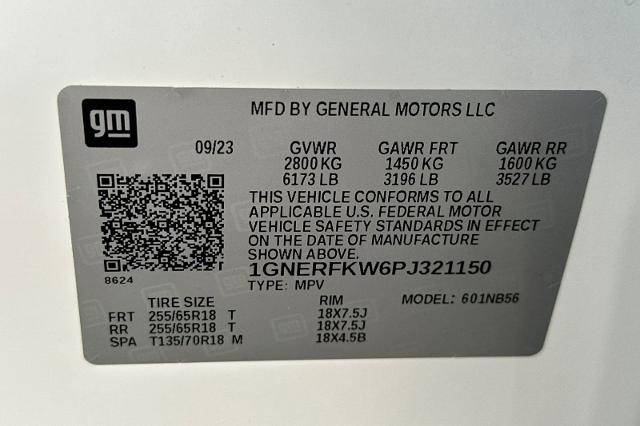 gm
MFD BY GENERAL MOTORS LLC
09/23 GVWR GAWR FRT GAWR RR
2800 KG 1450 KG 1600 KG
6173 LB 3196 LB 3527 LB
THIS VEHICLE CONFORMS TO ALL
APPLICABLE U.S. FEDERAL MOTOR
VEHICLE SAFETY STANDARDS IN EFFECT
ON THE DATE OF MANUFACTURE
SHOWN ABOVE.
8624
1GNERFKW6PJ321150
TYPE: MPV
TIRE SIZE RIM MODEL: 601NB56
FRT 255/65R18 T 18X7.5J
RR 255/65R18 T 18X7.5J
SPA T135/70R18 M 18X4.5B